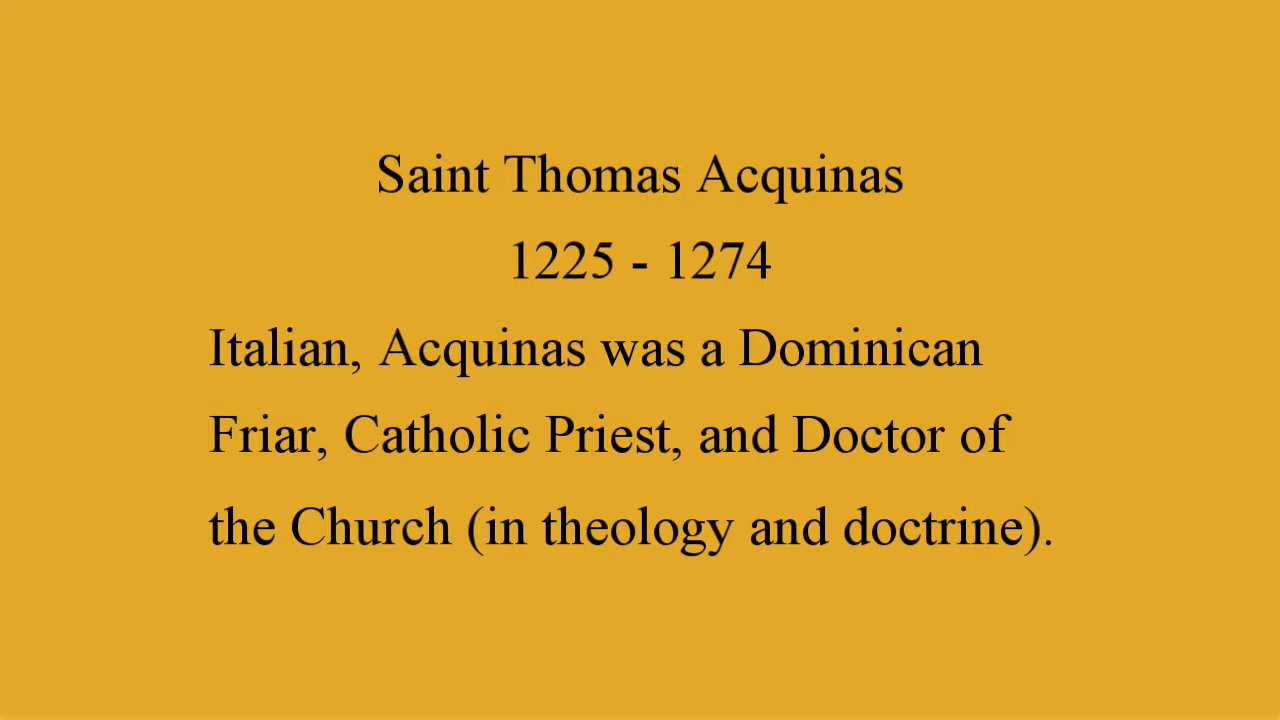 Saint Thomas Acquinas
1225 - 1274
Italian, Acquinas was a Dominican
Friar, Catholic Priest, and Doctor of
the Church (in theology and doctrine).